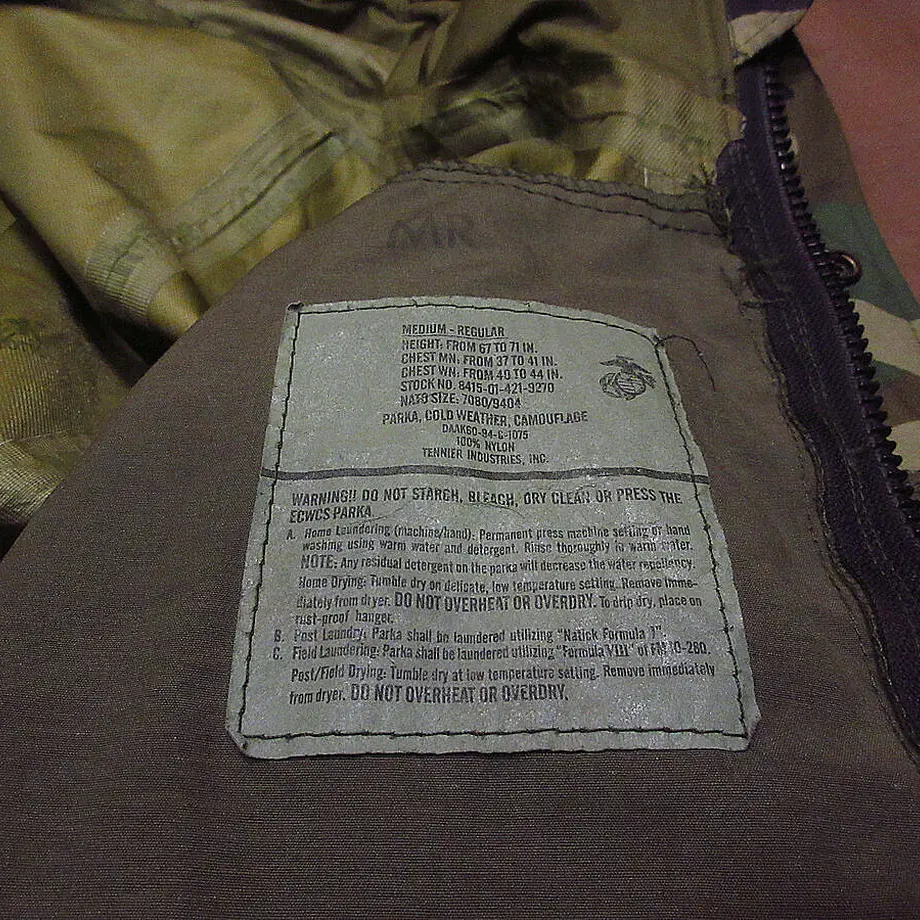 MR
MEDIUM - REGULAR
HEIGHT: FROM 67 TO 71 IN.
CHEST MN: FROM 37 TO 41 IN.
CHEST WN: FROM 40 TO 44 IN.
STOCK NO. 8415-01-421-9270
NATO SIZE: 7080/9404
PARKA, COLD WEATHER, CAMOUFLAGE
DAAK60-94-C-1075
100% NYLON
TENNIER INDUSTRIES, INC.
WARNING!! DO NOT STARCH, BLEACH, DRY CLEAN OR PRESS THE
ECWCS PARKA
A. Home Laundering (machine/hand): Permanent press machine setting or hand
washing using warm water and detergent. Rinse thoroughly in warm water.
NOTE: Any residual detergent on the parka will decrease the water repellency.
Home Drying: Tumble dry on delicate, low temperature setting. Remove imme-
diately from dryer. DO NOT OVERHEAT OR OVERDRY. To drip dry, place on
rust-proof hanger.
B. Post Laundry: Parka shall be laundered utilizing "Natick Formula 7".
C. Field Laundering: Parka shall be laundered utilizing "Formula VIII" of FM 10-280.
Post/Field Drying: Tumble dry at low temperature setting. Remove immediately
from dryer. DO NOT OVERHEAT OR OVERDRY.